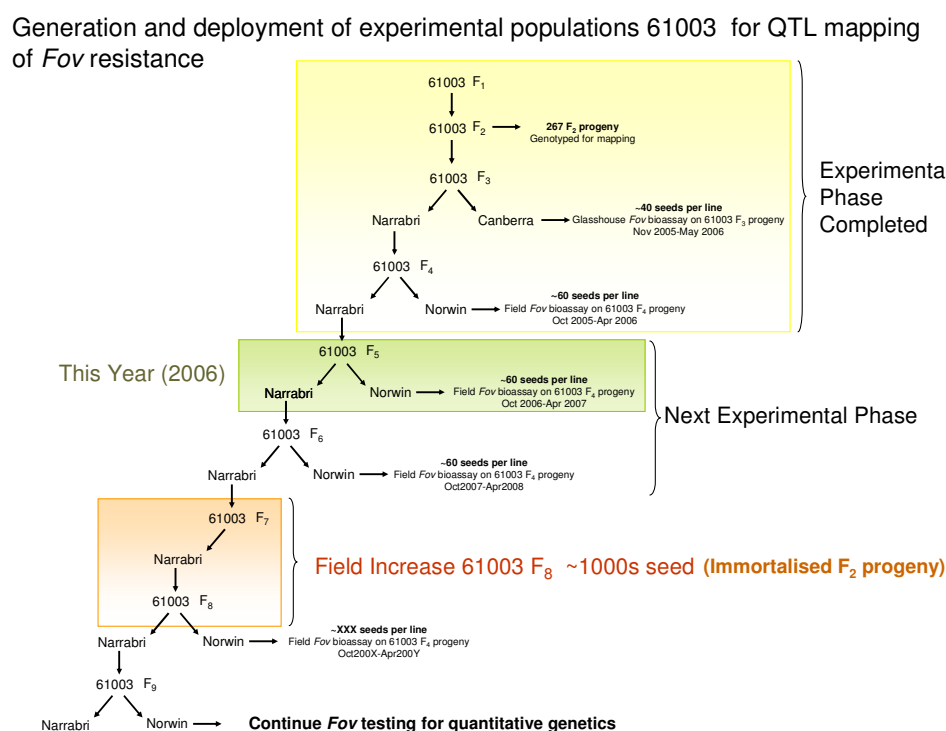 Generation and deployment of experimental populations 61003 for QTL mapping
of Fov resistance
61003 F1
61003 F2
267 F2 progeny
Genotyped for mapping
61003 F3
Narrabri
Canberra
~40 seeds per line
Glasshouse Fov bioassay on 61003 F3 progeny
Nov 2005-May 2006
Experimenta
Phase
Completed
61003 F4
Narrabri
Norwin
~60 seeds per line
Field Fov bioassay on 61003 F4 progeny
Oct 2005-Apr 2006
This Year (2006)
61003 F5
Narrabri
Norwin
~60 seeds per line
Field Fov bioassay on 61003 F4 progeny
Oct 2006-Apr 2007
Next Experimental Phase
61003 F6
Narrabri
Norwin
~60 seeds per line
Field Fov bioassay on 61003 F4 progeny
Oct2007-Apr2008
61003 F7
Narrabri
Field Increase 61003 F8 ~1000s seed (Immortalised F2 progeny)
61003 F8
Narrabri
Norwin
~XXX seeds per line
Field Fov bioassay on 61003 F4 progeny
Oct200X-Apr200Y
61003 F9
Narrabri
Norwin
Continue Fov testing for quantitative genetics